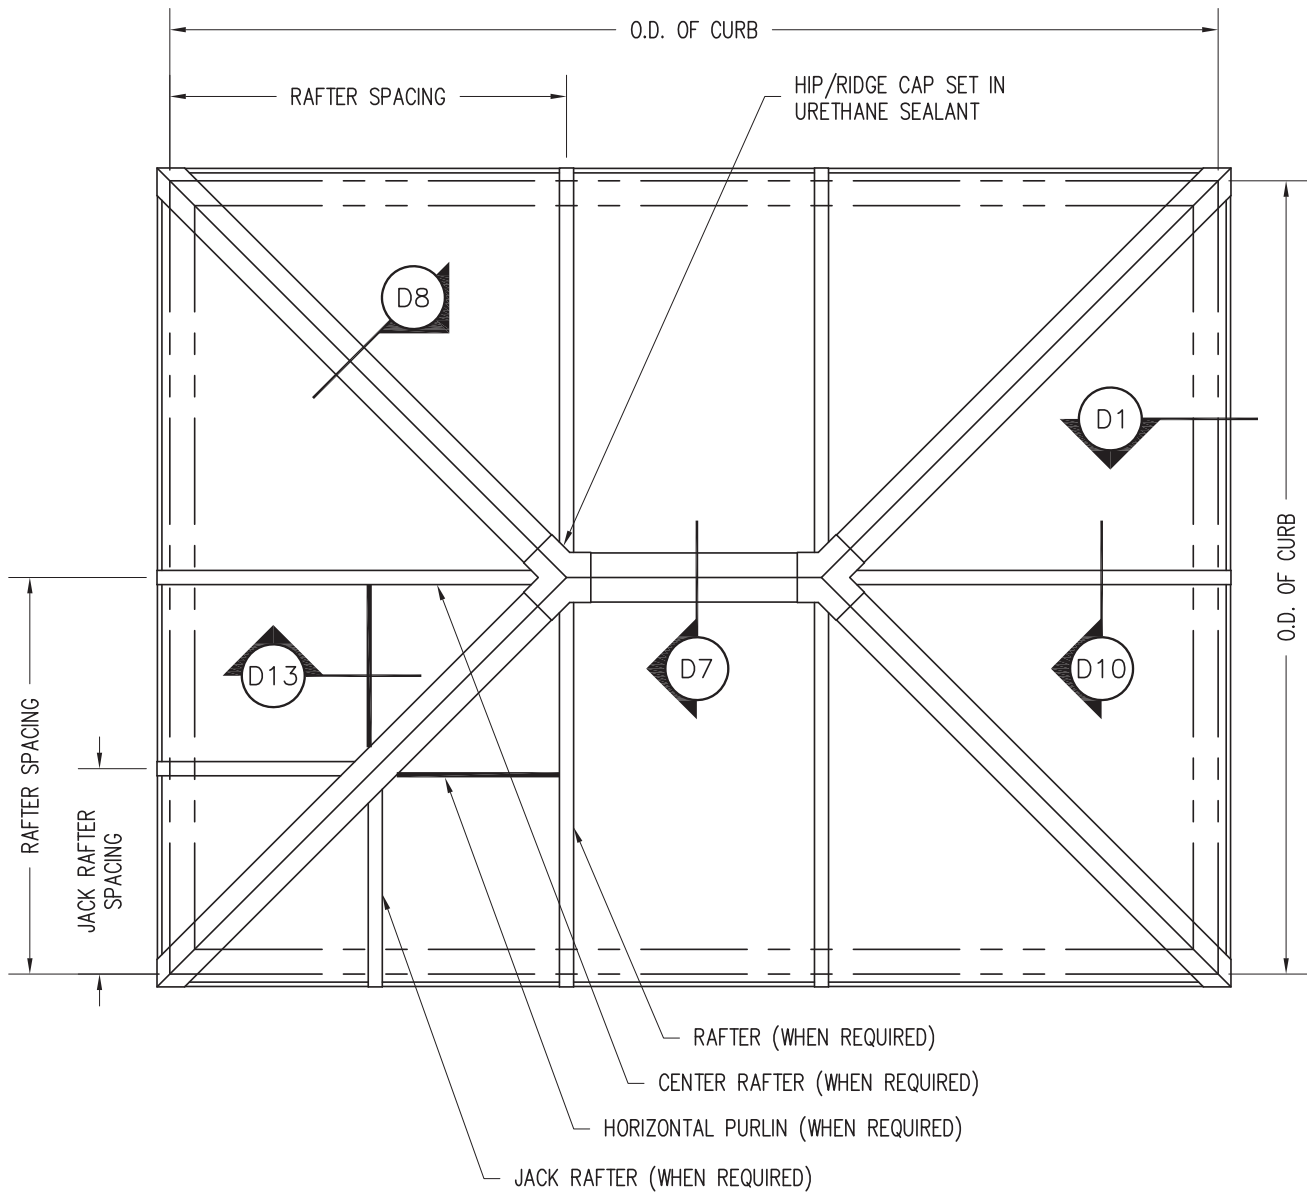 O.D. OF CURB
RAFTER SPACING
HIP/RIDGE CAP SET IN
URETHANE SEALANT
D8
D1
O.D. OF CURB
D13
D7
D10
RAFTER SPACING
JACK RAFTER
SPACING
RAFTER (WHEN REQUIRED)
CENTER RAFTER (WHEN REQUIRED)
HORIZONTAL PURLIN (WHEN REQUIRED)
JACK RAFTER (WHEN REQUIRED)